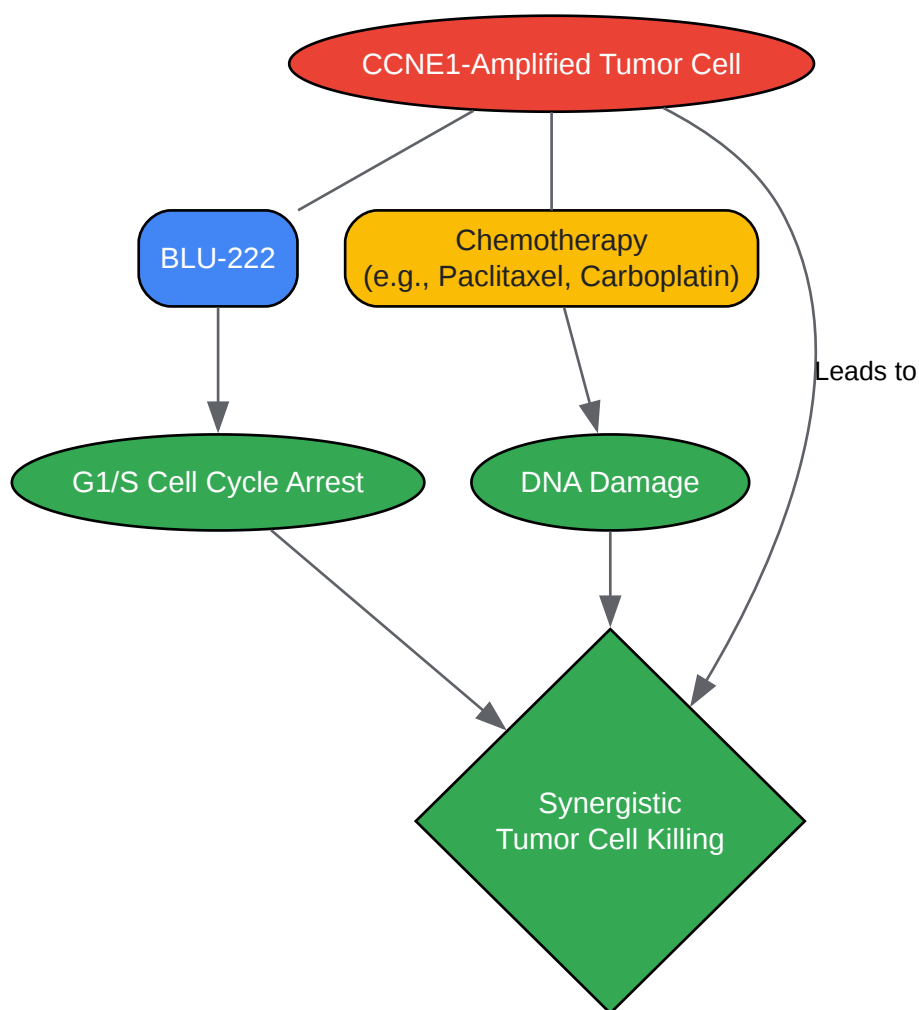 CCNE1-Amplified Tumor Cell
BLU-222
Chemotherapy
(e.g., Paclitaxel, Carboplatin)
Leads to
G1/S Cell Cycle Arrest
DNA Damage
Synergistic
Tumor Cell Killing